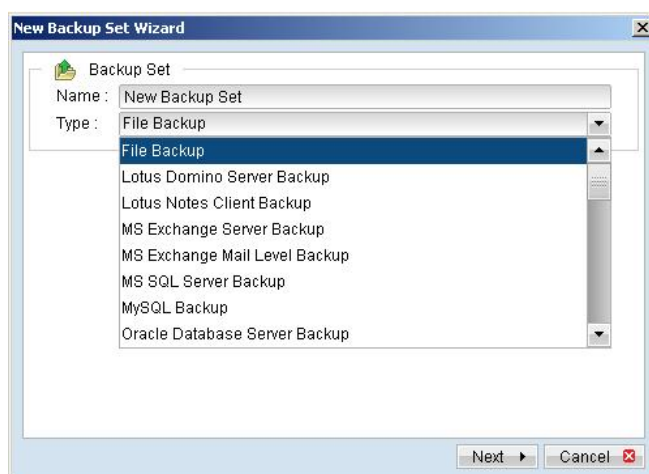 New Backup Set Wizard
Backup Set
Name : New Backup Set
Type : File Backup
File Backup
Lotus Domino Server Backup
Lotus Notes Client Backup
MS Exchange Server Backup
MS Exchange Mail Level Backup
MS SQL Server Backup
MySQL Backup
Oracle Database Server Backup
Next Cancel